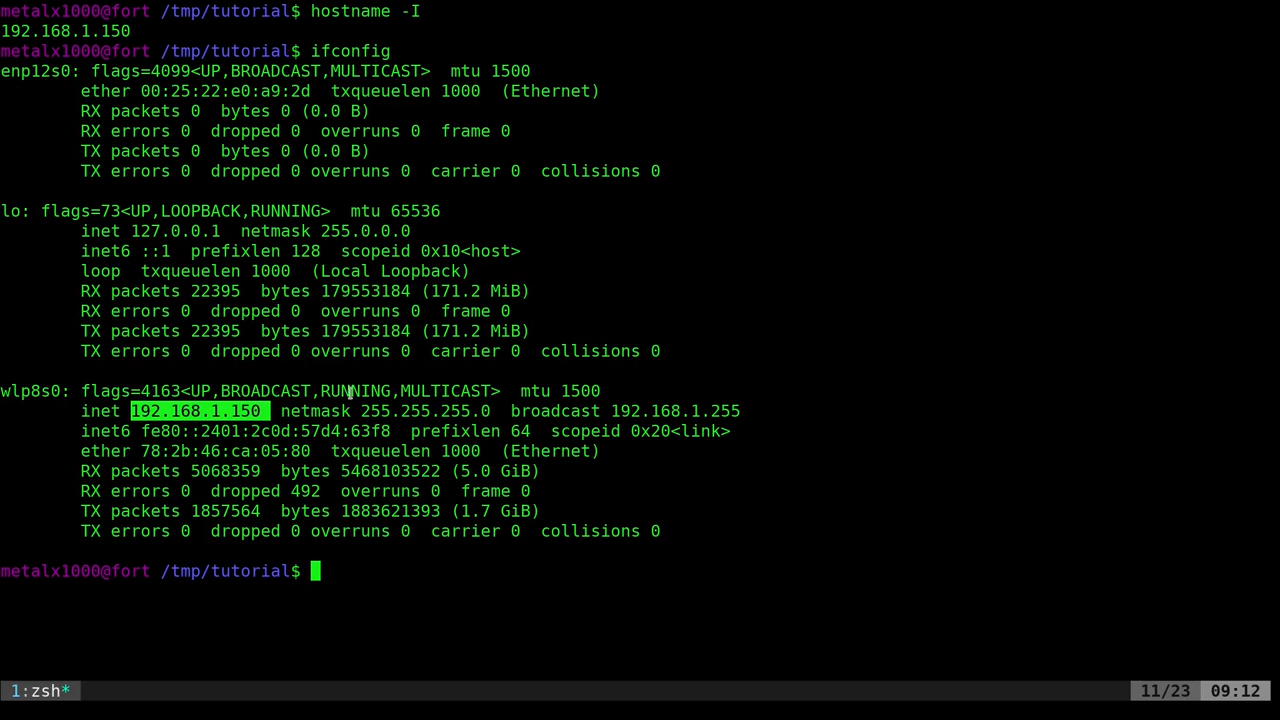 metalx1000@fort /tmp/tutorial$ hostname -I
192.168.1.150
metalx1000@fort /tmp/tutorial$ ifconfig
enp12s0: flags=4099<UP,BROADCAST,MULTICAST>  mtu 1500
        ether 00:25:22:e0:a9:2d  txqueuelen 1000  (Ethernet)
        RX packets 0  bytes 0 (0.0 B)
        RX errors 0  dropped 0  overruns 0  frame 0
        TX packets 0  bytes 0 (0.0 B)
        TX errors 0  dropped 0 overruns 0  carrier 0  collisions 0

lo: flags=73<UP,LOOPBACK,RUNNING>  mtu 65536
        inet 127.0.0.1  netmask 255.0.0.0
        inet6 ::1  prefixlen 128  scopeid 0x10<host>
        loop  txqueuelen 1000  (Local Loopback)
        RX packets 22395  bytes 179553184 (171.2 MiB)
        RX errors 0  dropped 0  overruns 0  frame 0
        TX packets 22395  bytes 179553184 (171.2 MiB)
        TX errors 0  dropped 0 overruns 0  carrier 0  collisions 0

wlp8s0: flags=4163<UP,BROADCAST,RUNNING,MULTICAST>  mtu 1500
        inet 192.168.1.150  netmask 255.255.255.0  broadcast 192.168.1.255
        inet6 fe80::2401:2c0d:57d4:63f8  prefixlen 64  scopeid 0x20<link>
        ether 78:2b:46:ca:05:80  txqueuelen 1000  (Ethernet)
        RX packets 5068359  bytes 5468103522 (5.0 GiB)
        RX errors 0  dropped 492  overruns 0  frame 0
        TX packets 1857564  bytes 1883621393 (1.7 GiB)
        TX errors 0  dropped 0 overruns 0  carrier 0  collisions 0

metalx1000@fort /tmp/tutorial$
1:zsh* 11/23 09:12